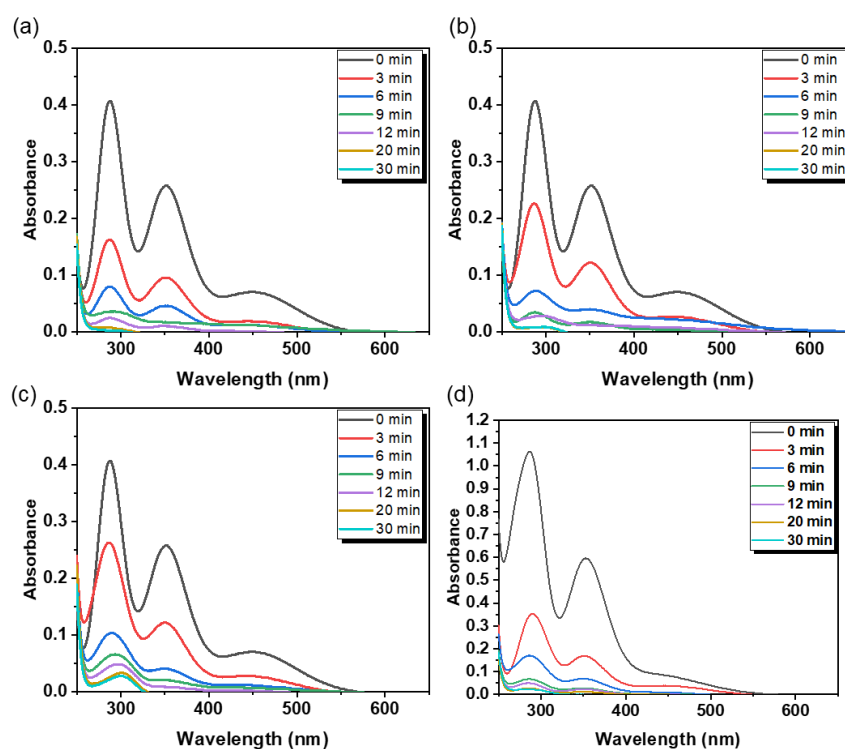 (a)
0.5
0.4
0.3
0.2
0.1
0.0
Absorbance
300
400
500
600
Wavelength (nm)
0 min
3 min
6 min
9 min
12 min
20 min
30 min
(b)
0.5
0.4
0.3
0.2
0.1
0.0
Absorbance
300
400
500
600
Wavelength (nm)
0 min
3 min
6 min
9 min
12 min
20 min
30 min
(c)
0.5
0.4
0.3
0.2
0.1
0.0
Absorbance
300
400
500
600
Wavelength (nm)
0 min
3 min
6 min
9 min
12 min
20 min
30 min
(d)
1.2
1.1
1.0
0.9
0.8
0.7
0.6
0.5
0.4
0.3
0.2
0.1
0.0
Absorbance
300
400
500
600
Wavelength (nm)
0 min
3 min
6 min
9 min
12 min
20 min
30 min